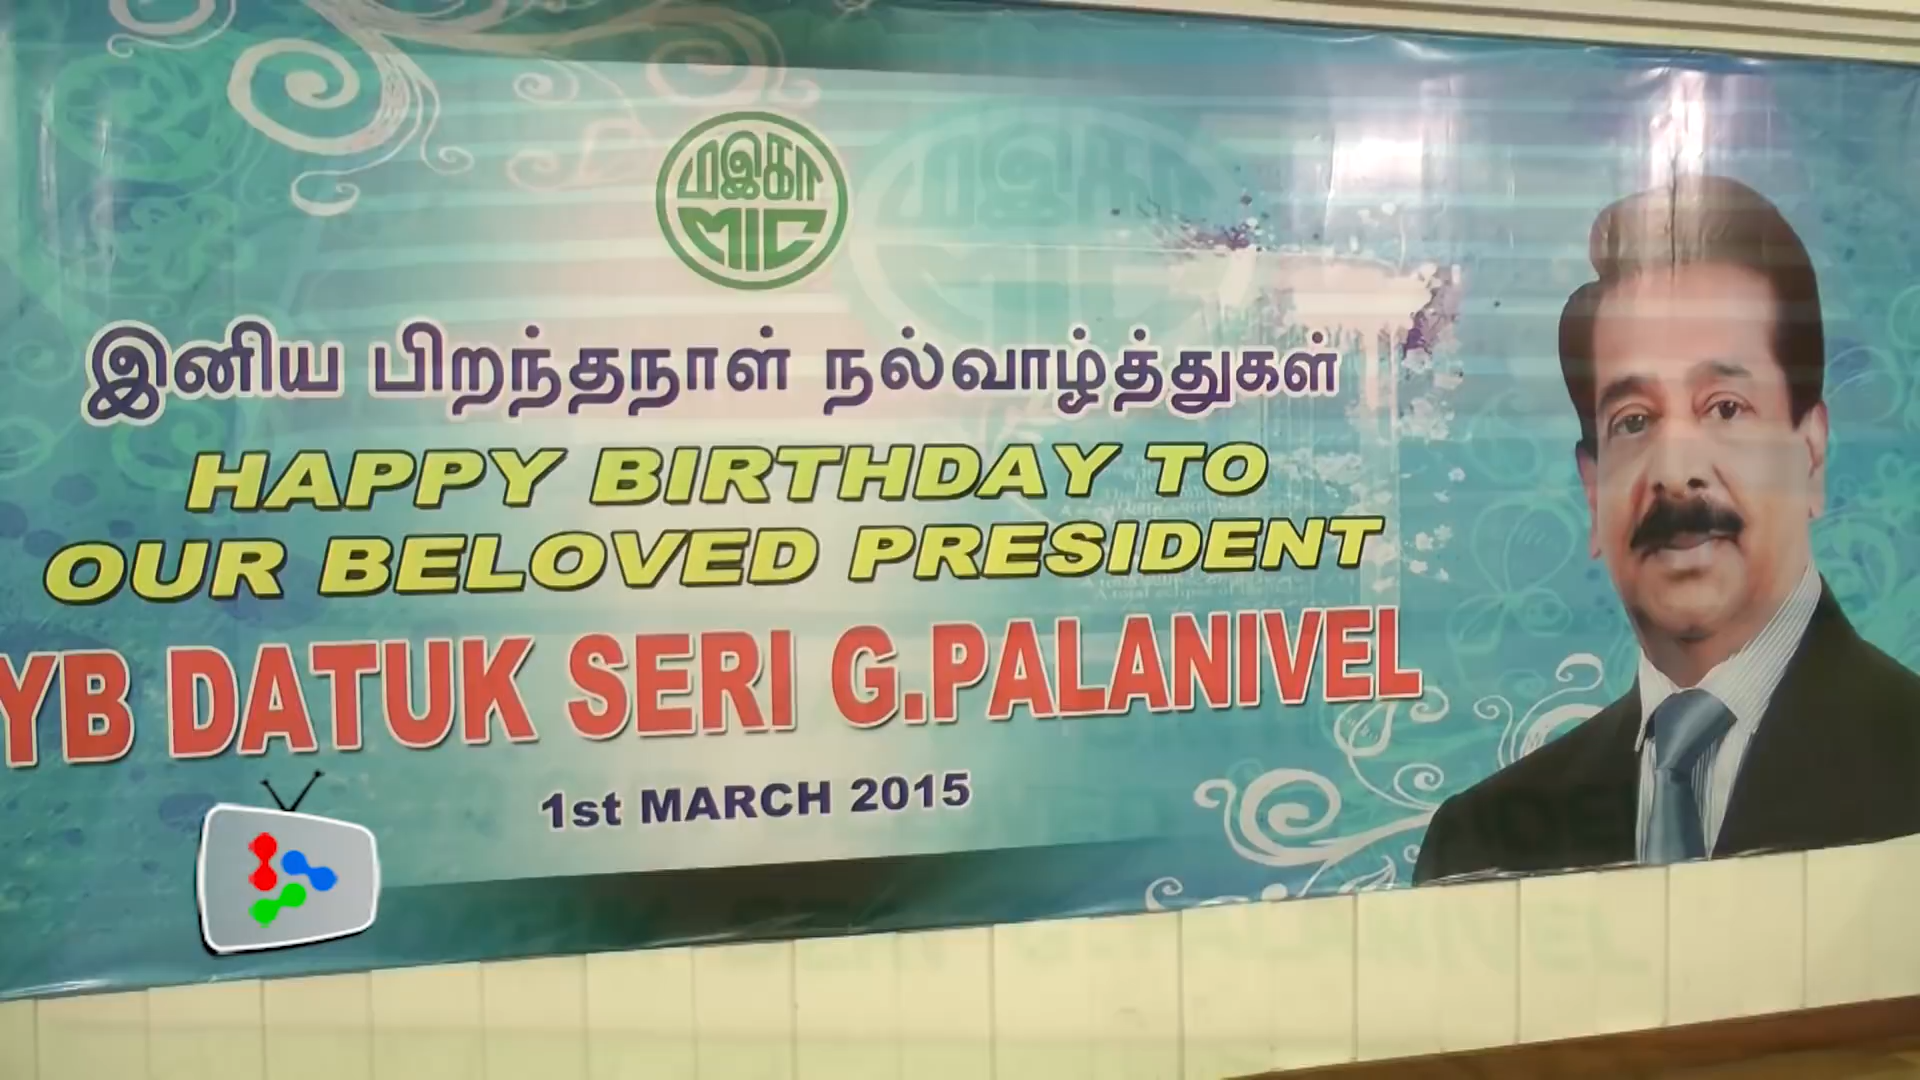 மஇகா
MIC
இனிய பிறந்தநாள் நல்வாழ்த்துகள்
HAPPY BIRTHDAY TO
OUR BELOVED PRESIDENT
YB DATUK SERI G.PALANIVEL
1st MARCH 2015